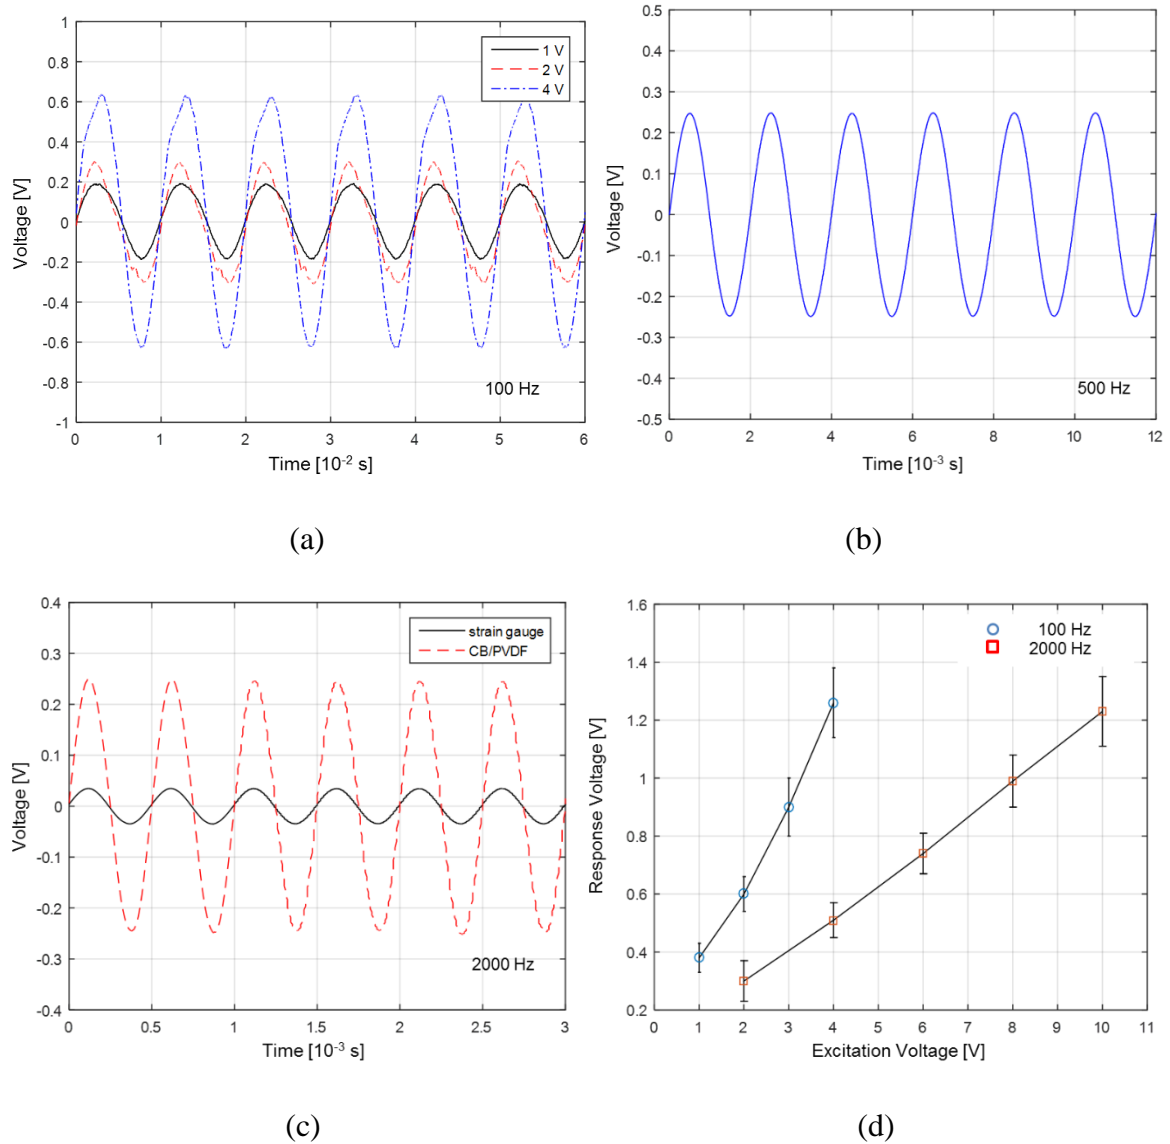 1
0.8
0.6
0.4
0.2
0
-0.2
-0.4
-0.6
-0.8
-1
Voltage [V]
1 V
2 V
4 V
100 Hz
0 1 2 3 4 5 6
Time [10-2 s]
(a)
0.5
0.4
0.3
0.2
0.1
0
-0.1
-0.2
-0.3
-0.4
-0.5
Voltage [V]
500 Hz
0 2 4 6 8 10 12
Time [10-3 s]
(b)
0.4
0.3
0.2
0.1
0
-0.1
-0.2
-0.3
-0.4
Voltage [V]
strain gauge
CB/PVDF
2000 Hz
0 0.5 1 1.5 2 2.5 3
Time [10-3 s]
(c)
1.6
1.4
1.2
1
0.8
0.6
0.4
0.2
Response Voltage [V]
100 Hz
2000 Hz
0 1 2 3 4 5 6 7 8 9 10 11
Excitation Voltage [V]
(d)